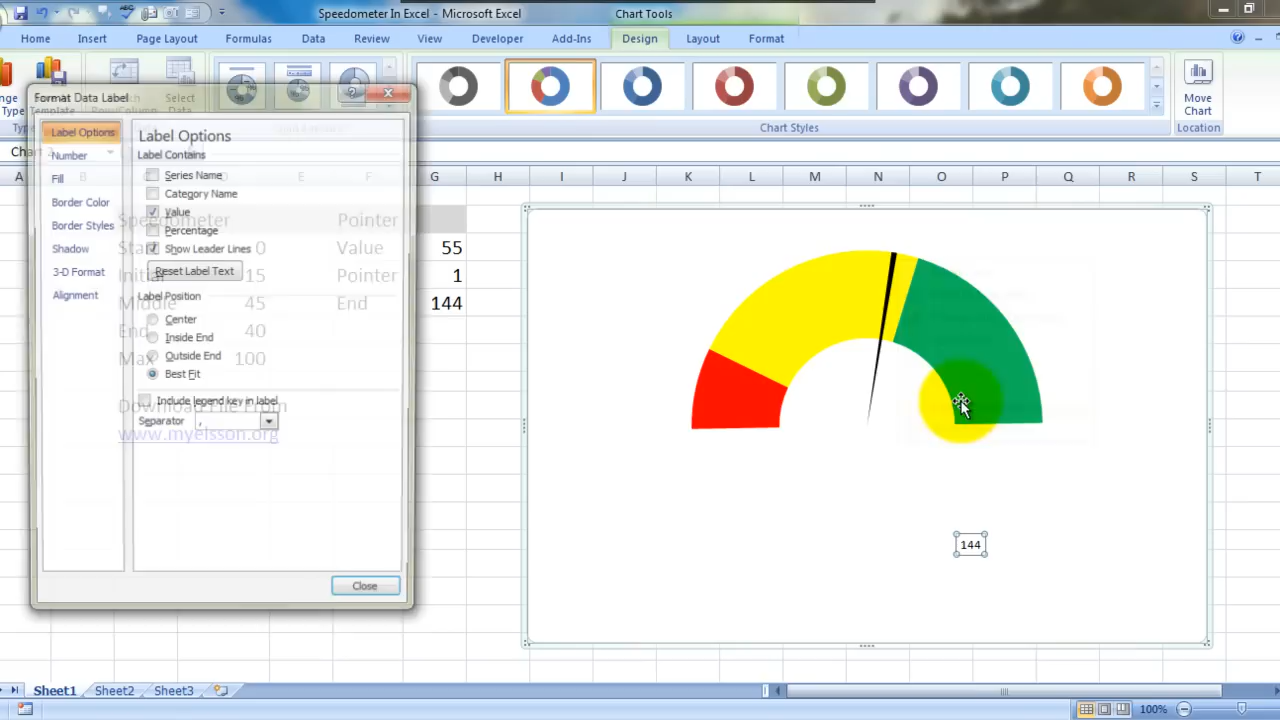 Speedometer In Excel - Microsoft Excel
Chart Tools
Home Insert Page Layout Formulas Data Review View Developer Add-Ins Design Layout Format
Select
Data
Move
Chart
Type
Chart Styles
Location
Format Data Label
Chart
A B E F G H I J K L M N O P Q R S T
Label Options
Number
Fill
Border Color
Border Styles
Shadow
3-D Format
Alignment
Label Options
Label Contains
Series Name
Category Name
Value
Percentage
Show Leader Lines
Reset Label Text
Label Position
Center
Inside End
Outside End
Best Fit
Include legend key in label
Separator ,
Close
Speedometer Pointer
Start 0 Value 55
Initial 15 Pointer 1
Middle 45 End 144
End 40
Max 100
Download File From
www.myelsson.org
144
Sheet1 Sheet2 Sheet3
100%